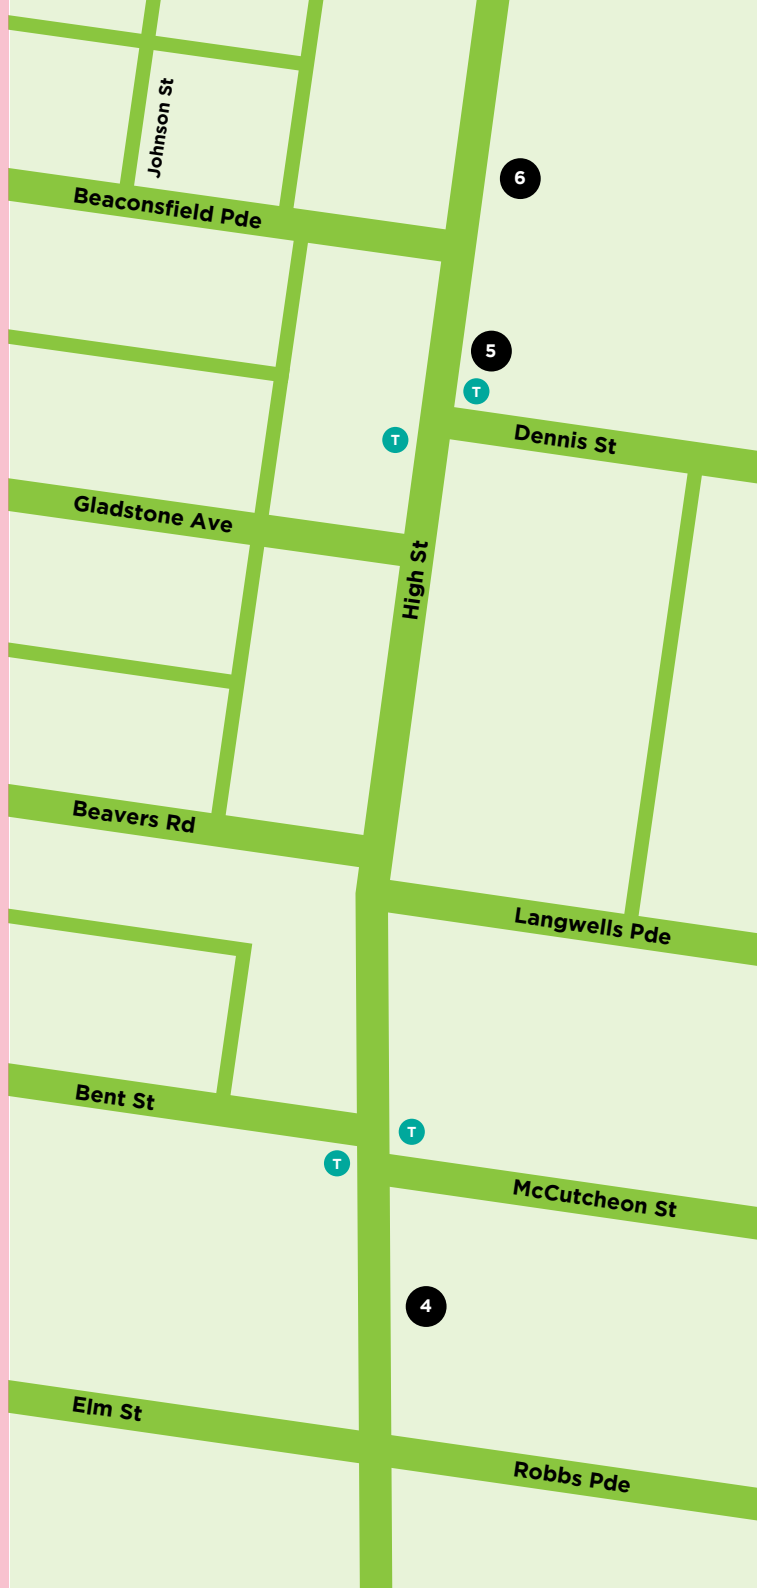 Johnson St
6
Beaconsfield Pde
5
T
T
Dennis St
Gladstone Ave
High St
Beavers Rd
Langwells Pde
Bent St
T
T
McCutcheon St
4
Elm St
Robbs Pde